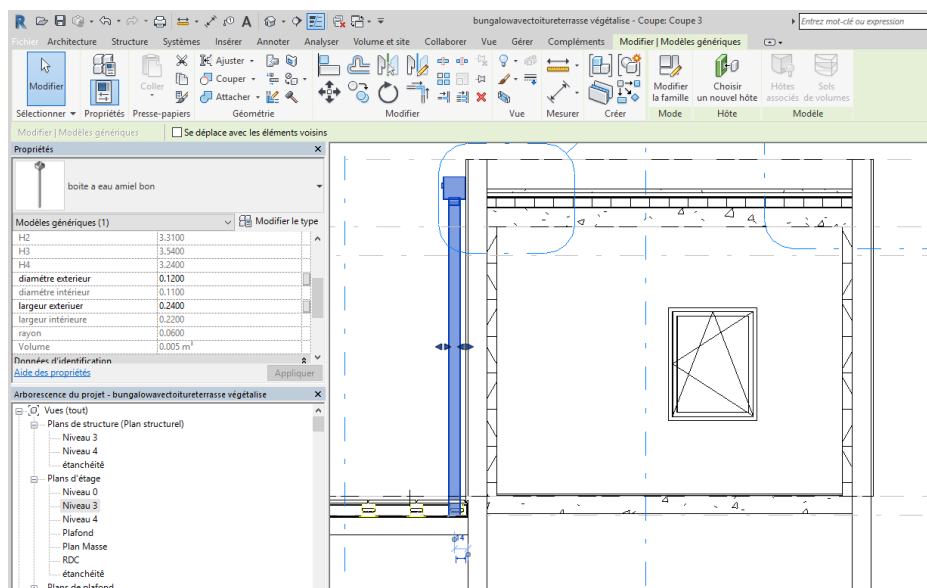 bungalowavectoitureterrasse végétalise - Coupe: Coupe 3
Entrez mot-clé ou expression
Fichier Architecture Structure Systèmes Insérer Annoter Analyser Volume et site Collaborer Vue Gérer Compléments Modifier | Modèles génériques
Modifier
Coller
Ajuster
Couper
Attacher
Modifier
la famille
Choisir
un nouvel hôte
Hôtes
associés
Sols
de volumes
Sélectionner Propriétés Presse-papiers Géométrie Modifier Vue Mesurer Créer Mode Hôte Modèle
Modifier | Modèles génériques Se déplace avec les éléments voisins
Propriétés
boite a eau amiel bon
Modèles génériques (1) Modifier le type
H2 3.3100
H3 3.5400
H4 3.2400
diamétre exterieur 0.1200
diamétre intérieur 0.1100
largeur exteriuer 0.2400
largeur intérieure 0.2200
rayon 0.0600
Volume 0.005 m³
Données d'identification
Aide des propriétés Appliquer
Arborescence du projet - bungalowavectoitureterrasse végétalise
Vues (tout)
Plans de structure (Plan structurel)
Niveau 3
Niveau 4
étanchéité
Plans d'étage
Niveau 0
Niveau 3
Niveau 4
Plafond
Plan Masse
RDC
étanchéité
Plans de plafond